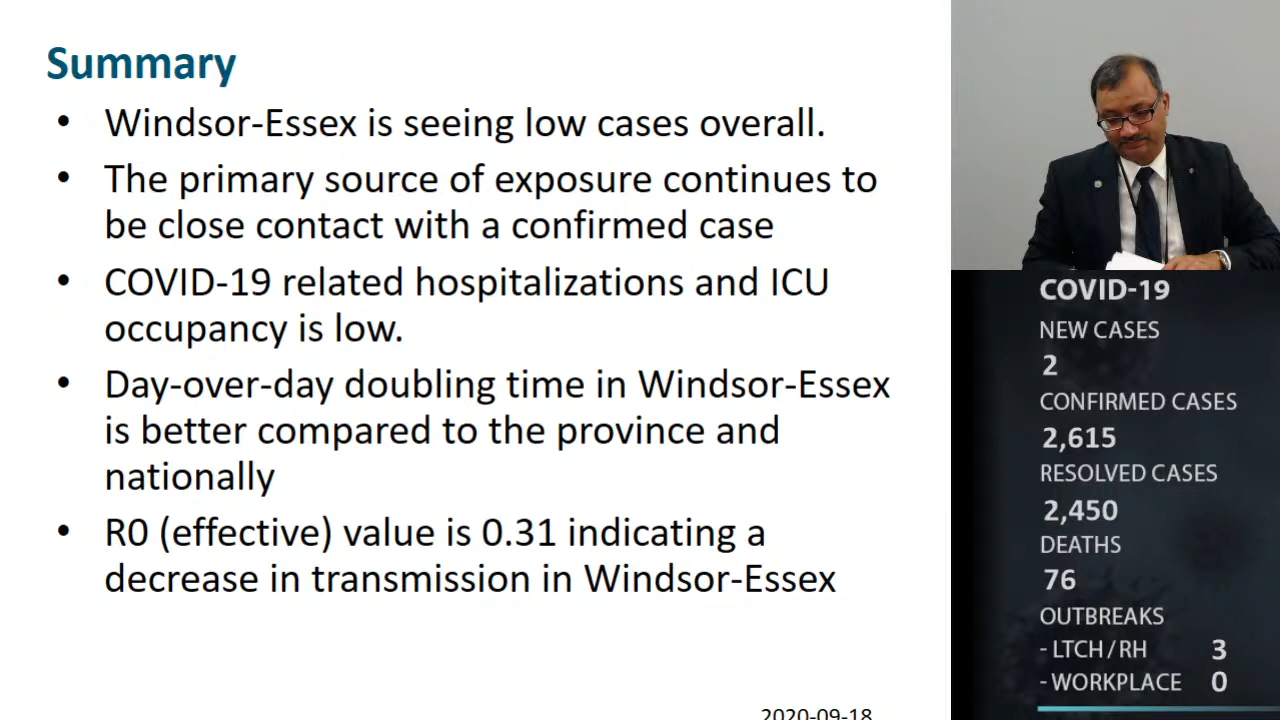 Summary
• Windsor-Essex is seeing low cases overall.
• The primary source of exposure continues to
be close contact with a confirmed case
• COVID-19 related hospitalizations and ICU
occupancy is low.
• Day-over-day doubling time in Windsor-Essex
is better compared to the province and
nationally
• R0 (effective) value is 0.31 indicating a
decrease in transmission in Windsor-Essex
2020-09-18
COVID-19
NEW CASES
2
CONFIRMED CASES
2,615
RESOLVED CASES
2,450
DEATHS
76
OUTBREAKS
- LTCH / RH 3
- WORKPLACE 0